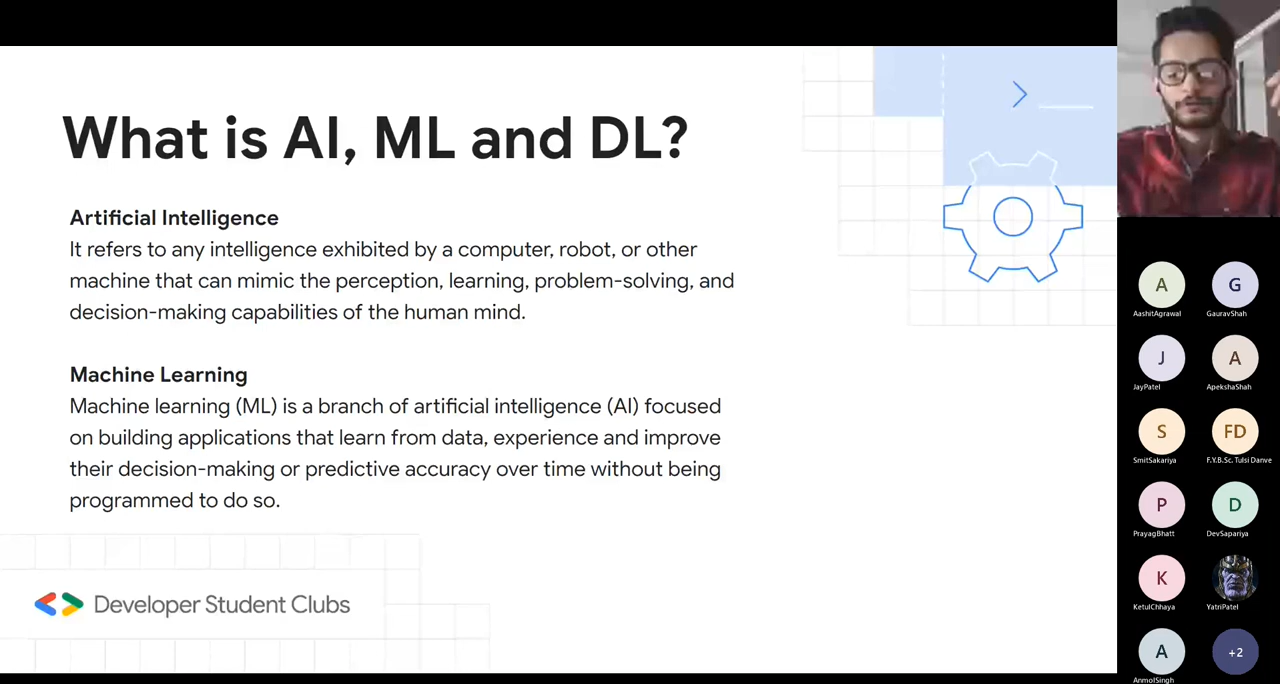 What is AI, ML and DL?
Artificial Intelligence
It refers to any intelligence exhibited by a computer, robot, or other
machine that can mimic the perception, learning, problem-solving, and
decision-making capabilities of the human mind.
Machine Learning
Machine learning (ML) is a branch of artificial intelligence (AI) focused
on building applications that learn from data, experience and improve
their decision-making or predictive accuracy over time without being
programmed to do so.
Developer Student Clubs
A
AashitAgrawal
G
GauravShah
J
JayPatel
A
ApekshaShah
S
SmitSakariya
FD
F.Y.B.Sc. Tulsi Danve
P
PrayagBhatt
D
DevSapariya
K
KetulChhaya
YatriPatel
A
AnmolSingh
+2